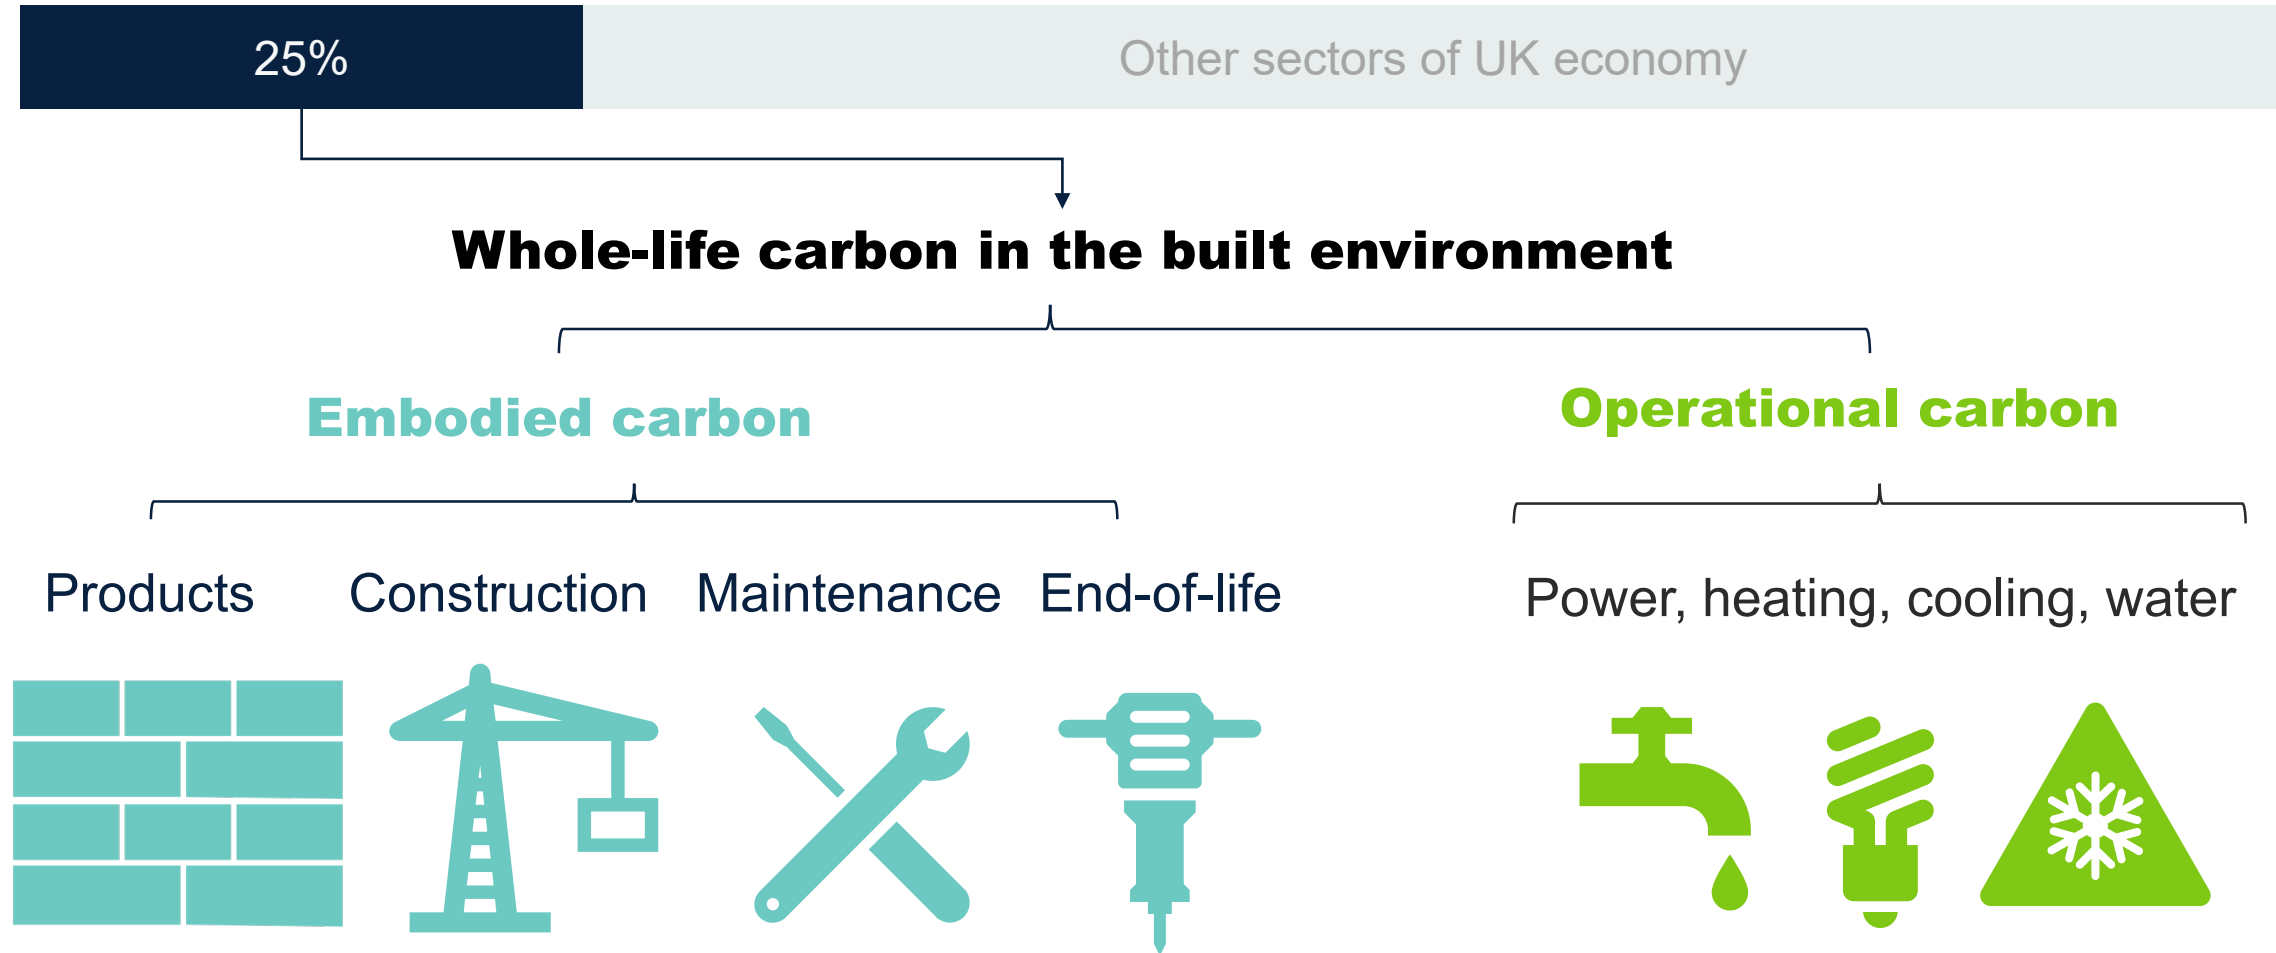 25%
Other sectors of UK economy
Whole-life carbon in the built environment
Embodied carbon
Operational carbon
Products
Construction
Maintenance
End-of-life
Power, heating, cooling, water